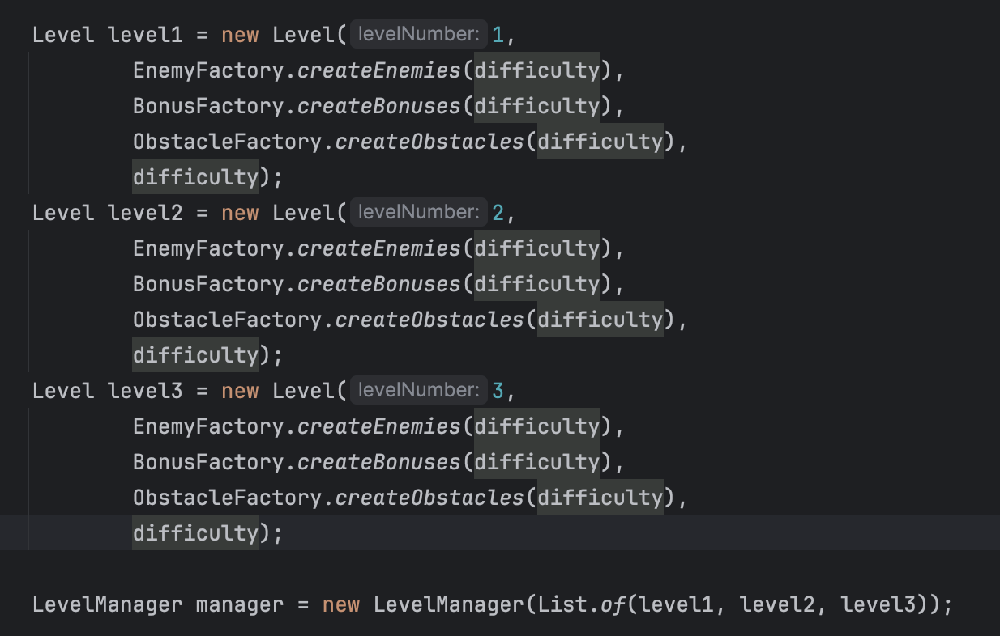 Level level1 = new Level( levelNumber: 1,
EnemyFactory.createEnemies(difficulty),
BonusFactory.createBonuses(difficulty),
ObstacleFactory.createObstacles(difficulty),
difficulty);
Level level2 = new Level( levelNumber: 2,
EnemyFactory.createEnemies(difficulty),
BonusFactory.createBonuses(difficulty),
ObstacleFactory.createObstacles(difficulty),
difficulty);
Level level3 = new Level( levelNumber: 3,
EnemyFactory.createEnemies(difficulty),
BonusFactory.createBonuses(difficulty),
ObstacleFactory.createObstacles(difficulty),
difficulty);
LevelManager manager = new LevelManager(List.of(level1, level2, level3));